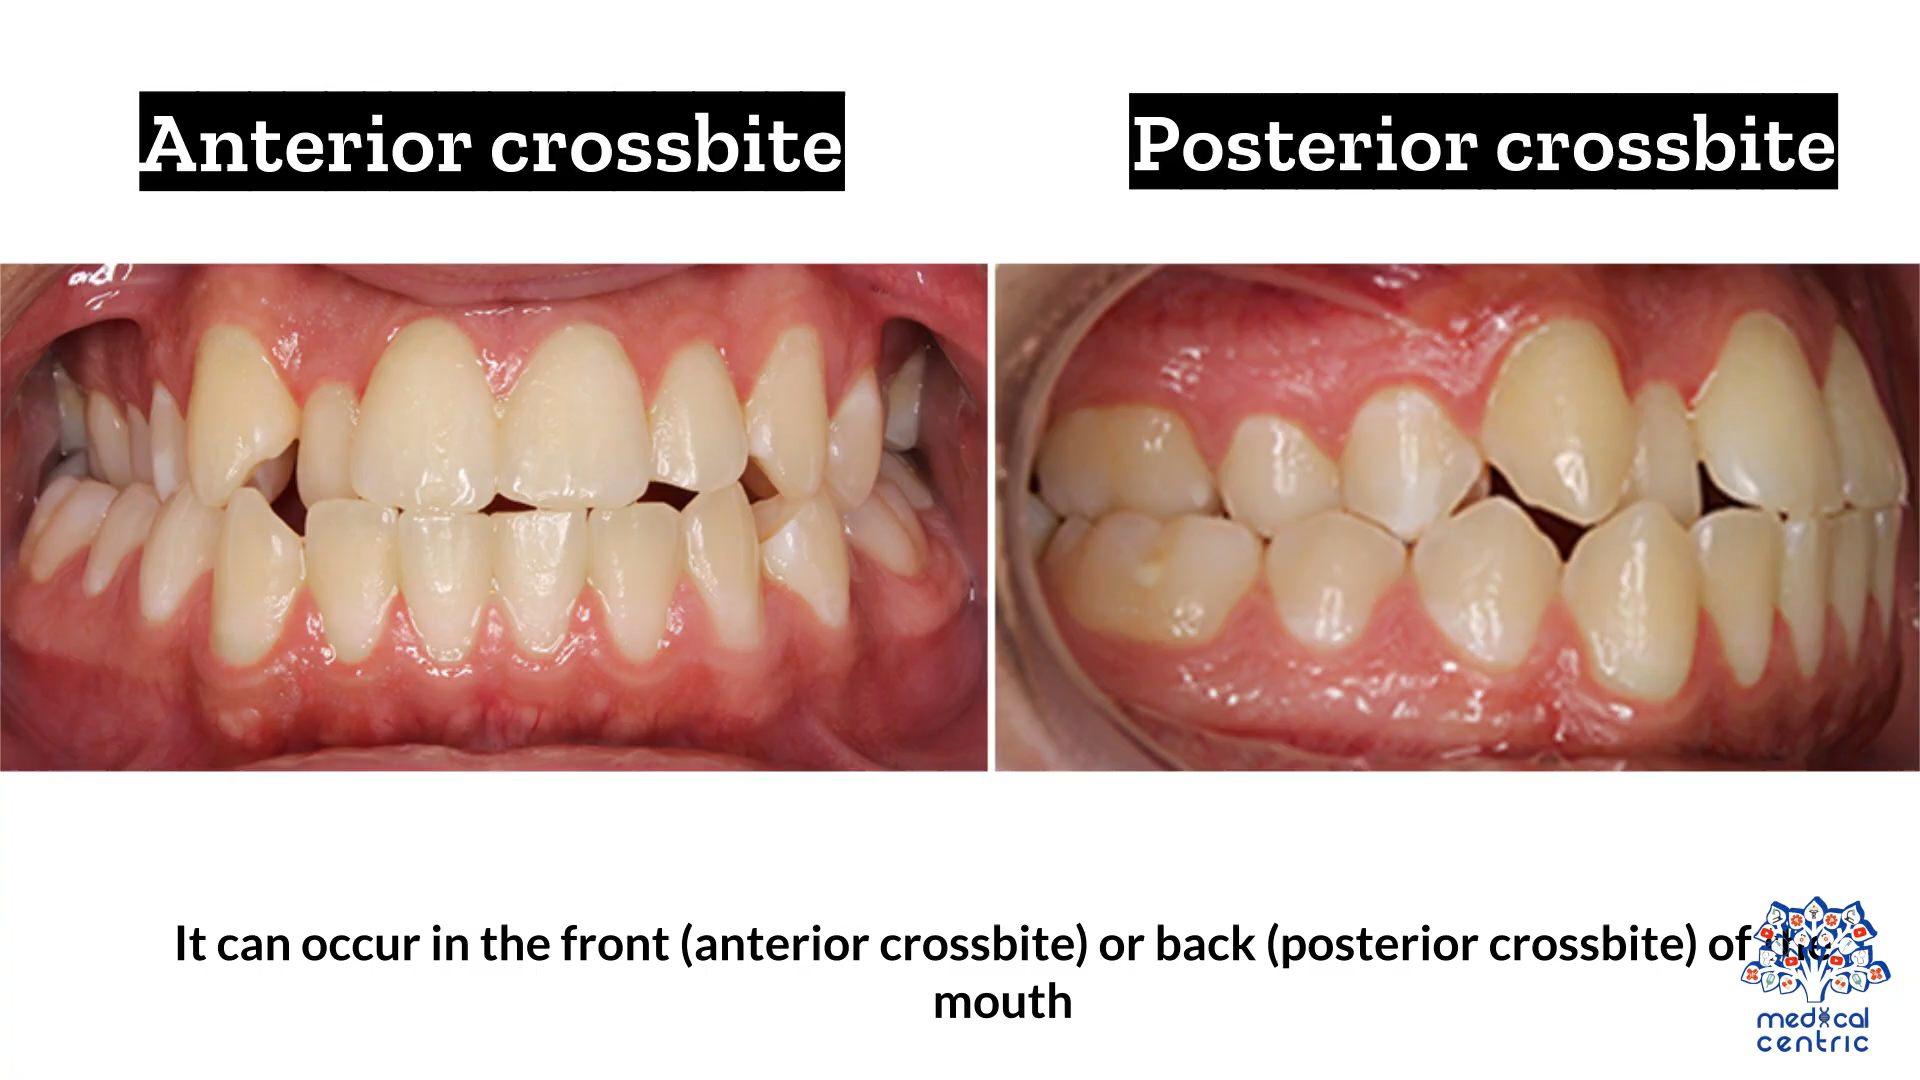 Anterior crossbite
Posterior crossbite
It can occur in the front (anterior crossbite) or back (posterior crossbite) of the
mouth
medical
centric